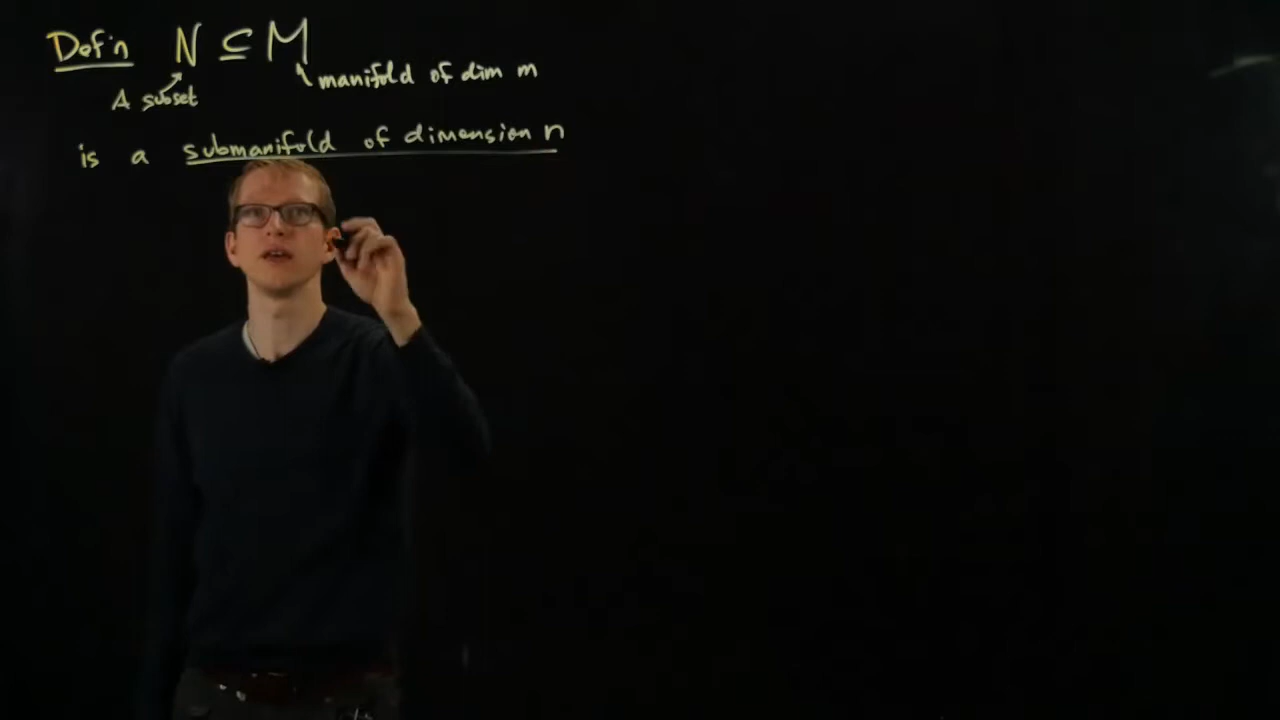 Def'n N ⊆ M
manifold of dim m
A subset
is a submanifold of dimension n